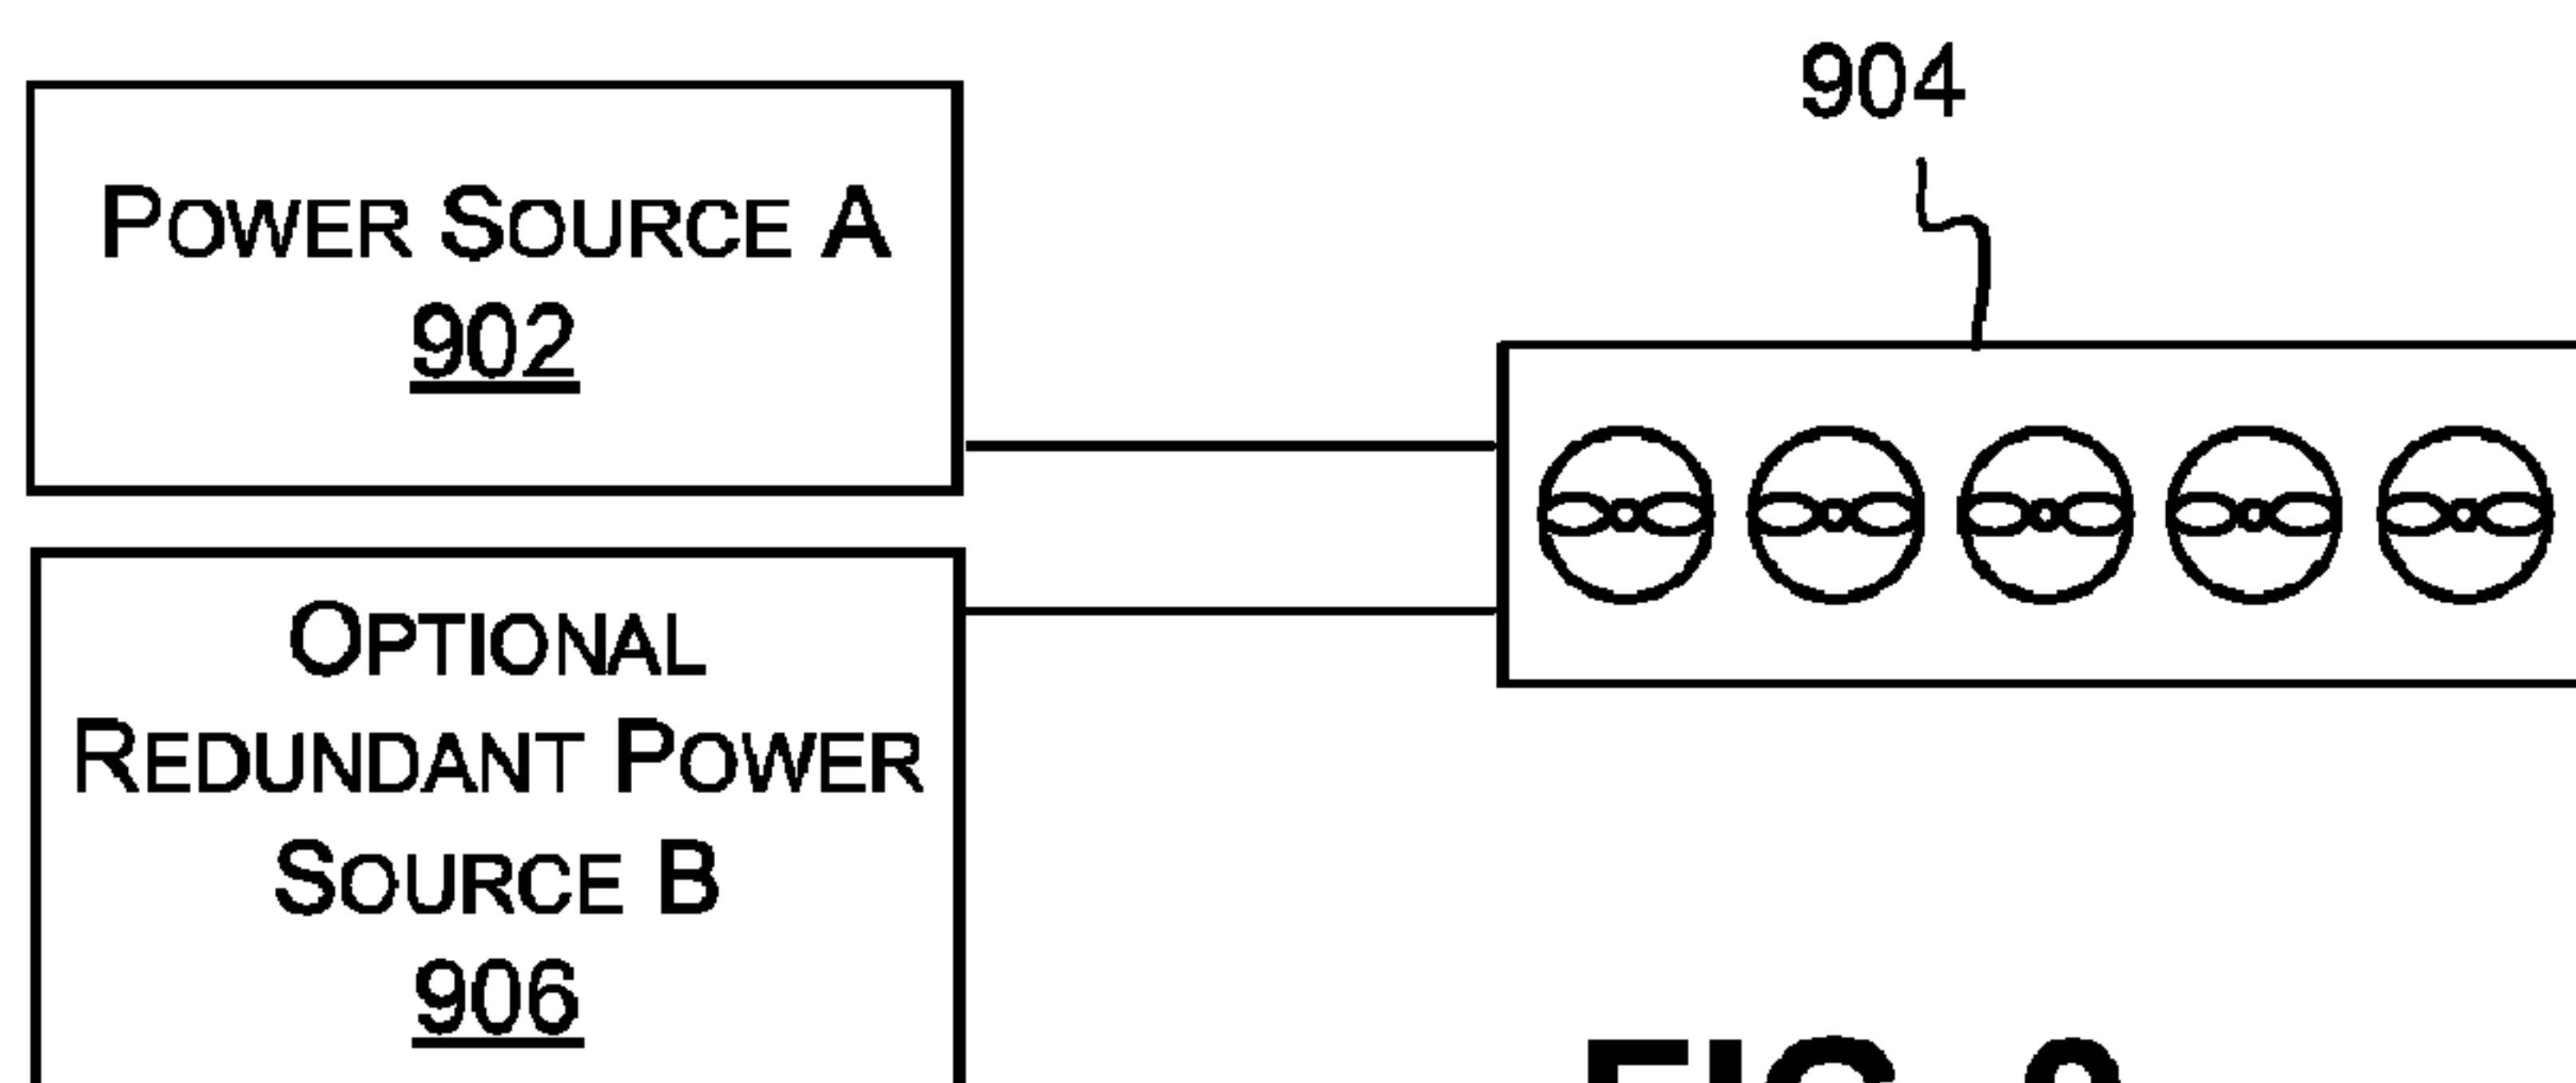 904
POWER SOURCE A
902
OPTIONAL
REDUNDANT POWER
SOURCE B
906